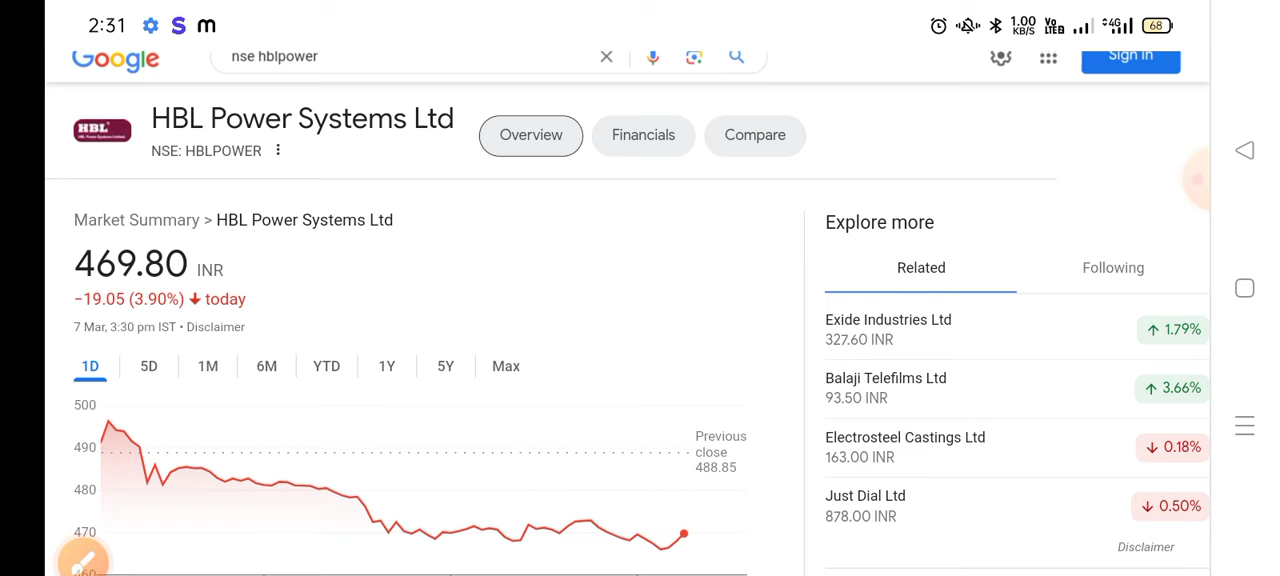 2:31
1.00
KB/S
Vo
LTE2
4G
68
Google
nse hblpower
Sign in
HBL
HBL Power Systems Ltd
NSE: HBLPOWER
Overview
Financials
Compare
Market Summary > HBL Power Systems Ltd
469.80 INR
−19.05 (3.90%) ↓ today
7 Mar, 3:30 pm IST • Disclaimer
1D
5D
1M
6M
YTD
1Y
5Y
Max
500
490
480
470
460
Previous
close
488.85
Explore more
Related
Following
Exide Industries Ltd
327.60 INR
↑ 1.79%
Balaji Telefilms Ltd
93.50 INR
↑ 3.66%
Electrosteel Castings Ltd
163.00 INR
↓ 0.18%
Just Dial Ltd
878.00 INR
↓ 0.50%
Disclaimer